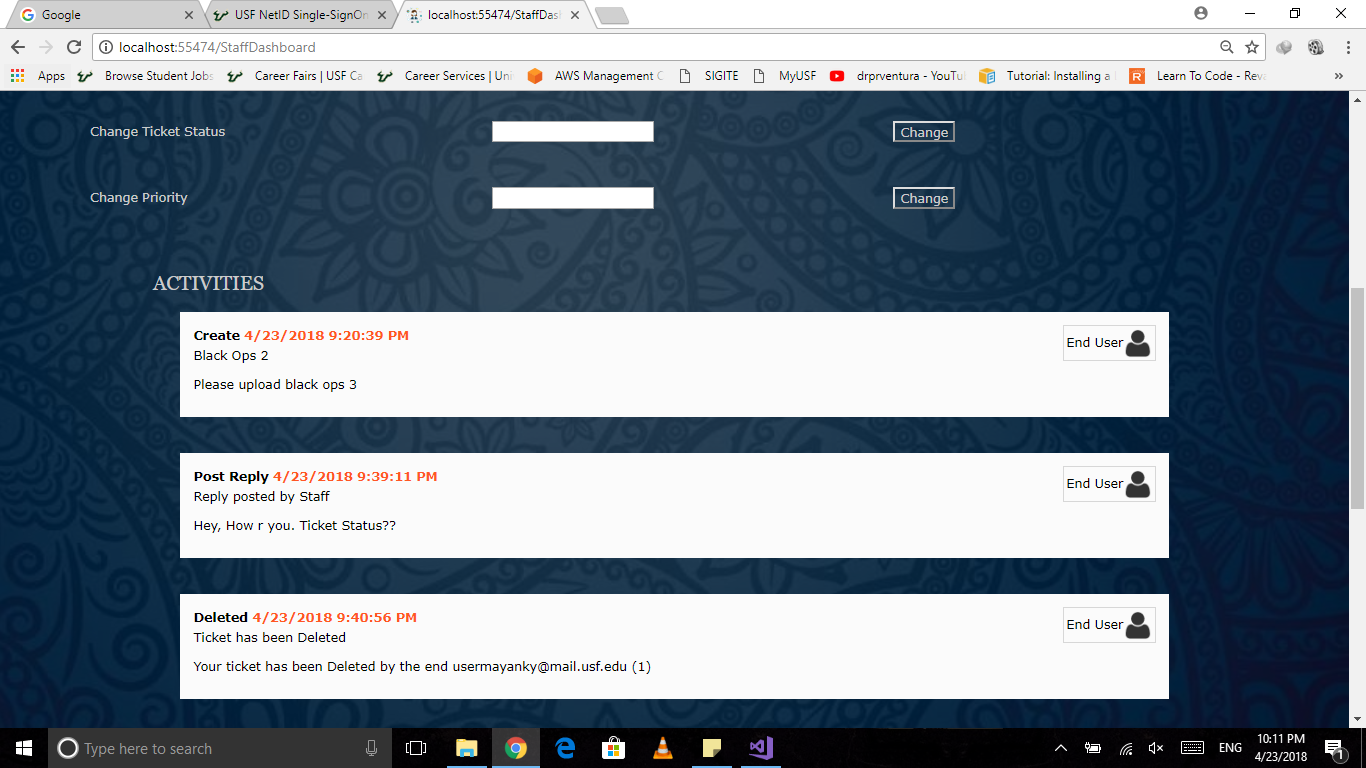 Google
USF NetID Single-SignOn
localhost:55474/StaffDas
localhost:55474/StaffDashboard
Apps
Browse Student Jobs
Career Fairs | USF Ca
Career Services | Uni
AWS Management C
SIGITE
MyUSF
drprventura - YouTu
Tutorial: Installing a
Learn To Code - Reva
»
Change Ticket Status
Change
Change Priority
Change
ACTIVITIES
Create 4/23/2018 9:20:39 PM
End User
Black Ops 2
Please upload black ops 3
Post Reply 4/23/2018 9:39:11 PM
End User
Reply posted by Staff
Hey, How r you. Ticket Status??
Deleted 4/23/2018 9:40:56 PM
End User
Ticket has been Deleted
Your ticket has been Deleted by the end usermayanky@mail.usf.edu (1)
Type here to search
ENG
10:11 PM
4/23/2018
1